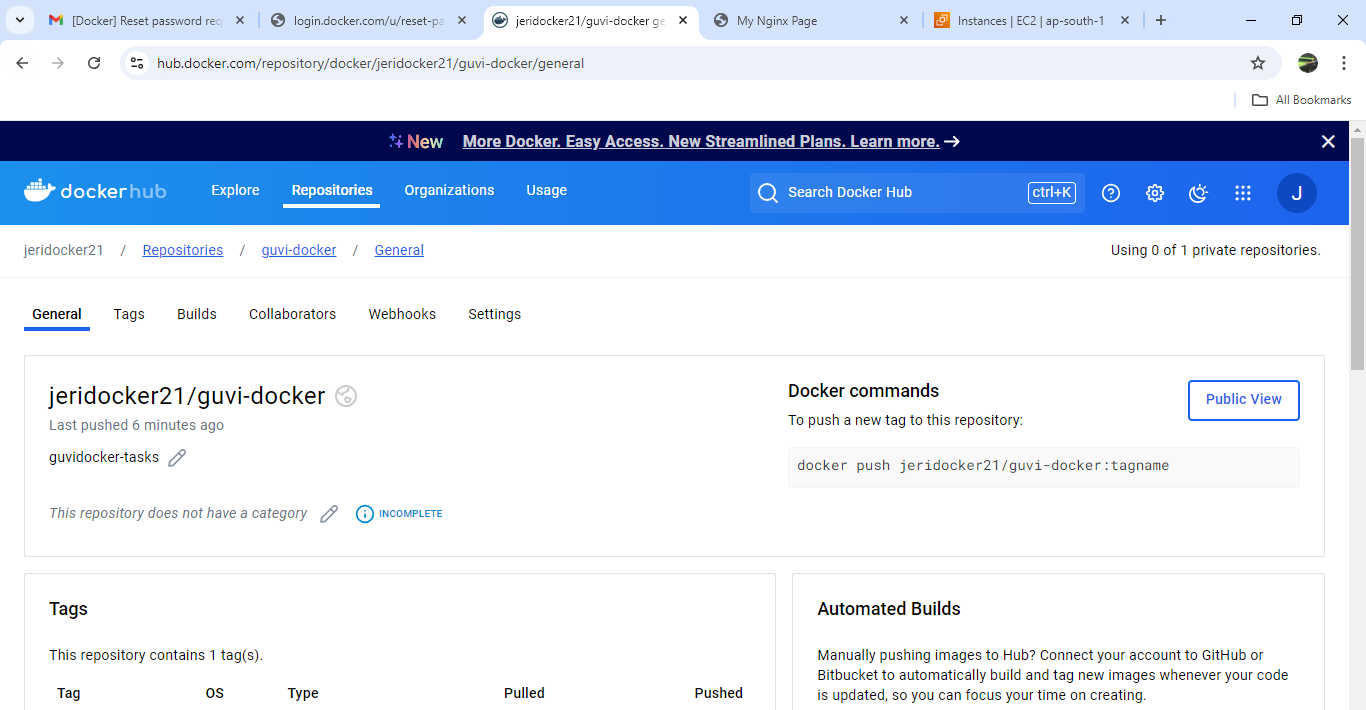 [Docker] Reset password req
login.docker.com/u/reset-pa
jeridocker21/guvi-docker ge
My Nginx Page
Instances | EC2 | ap-south-1
hub.docker.com/repository/docker/jeridocker21/guvi-docker/general
All Bookmarks
New More Docker. Easy Access. New Streamlined Plans. Learn more. →
dockerhub Explore Repositories Organizations Usage Search Docker Hub ctrl+K J
jeridocker21 / Repositories / guvi-docker / General Using 0 of 1 private repositories.
General Tags Builds Collaborators Webhooks Settings
jeridocker21/guvi-docker
Last pushed 6 minutes ago
guvidocker-tasks
This repository does not have a category INCOMPLETE
Docker commands
Public View
To push a new tag to this repository:
docker push jeridocker21/guvi-docker:tagname
Tags
This repository contains 1 tag(s).
Tag OS Type Pulled Pushed
Automated Builds
Manually pushing images to Hub? Connect your account to GitHub or
Bitbucket to automatically build and tag new images whenever your code
is updated, so you can focus your time on creating.